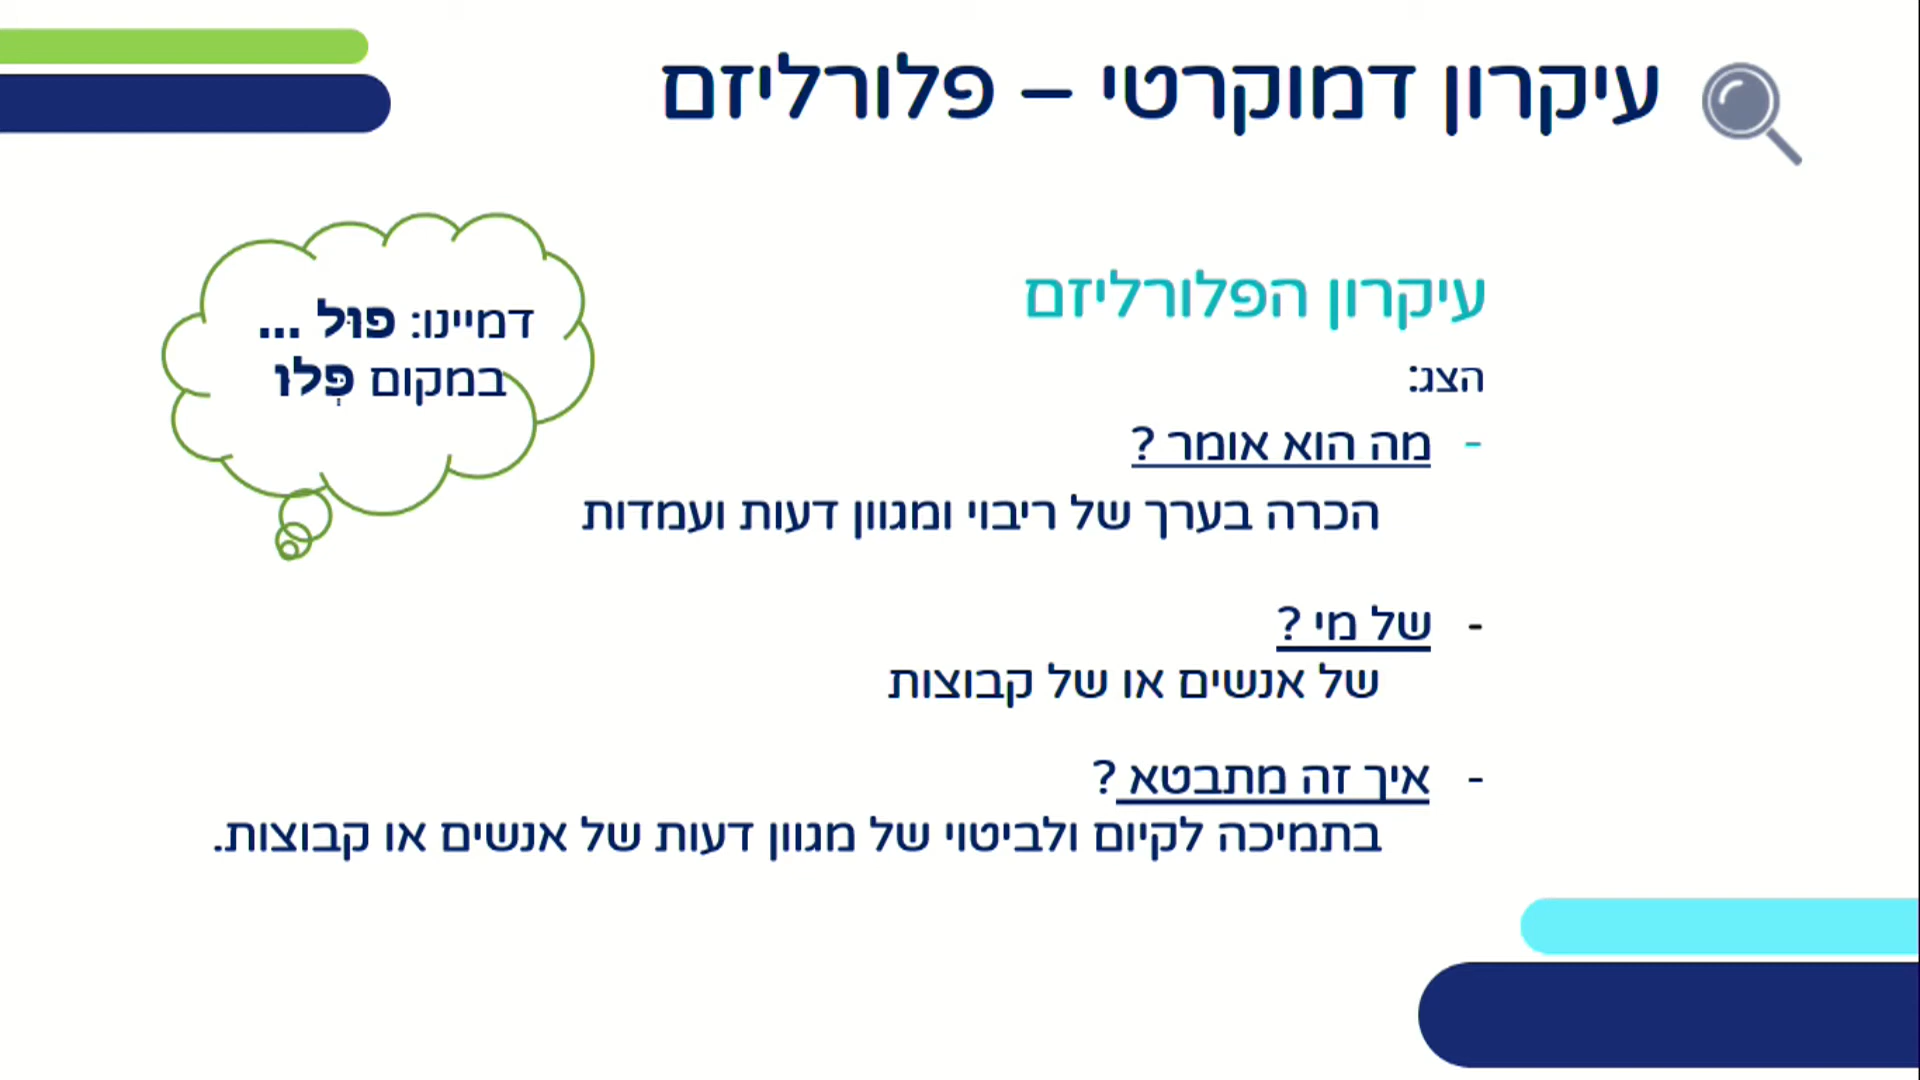 עיקרון דמוקרטי – פלורליזם
דמיינו: פוּל ...
במקום פְּלוּ
עיקרון הפלורליזם
הצג:
- מה הוא אומר ?
הכרה בערך של ריבוי ומגוון דעות ועמדות
- של מי ?
של אנשים או של קבוצות
- איך זה מתבטא ?
בתמיכה לקיום ולביטוי של מגוון דעות של אנשים או קבוצות.